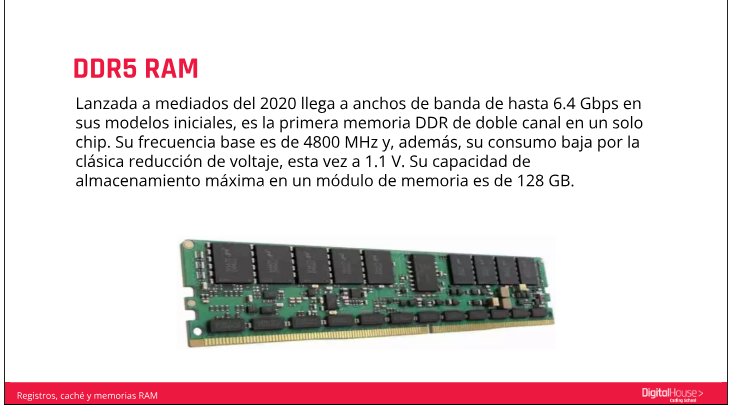 DDR5 RAM
Lanzada a mediados del 2020 llega a anchos de banda de hasta 6.4 Gbps en
sus modelos iniciales, es la primera memoria DDR de doble canal en un solo
chip. Su frecuencia base es de 4800 MHz y, además, su consumo baja por la
clásica reducción de voltaje, esta vez a 1.1 V. Su capacidad de
almacenamiento máxima en un módulo de memoria es de 128 GB.
Registros, caché y memorias RAM
DigitalHouse>
Coding School